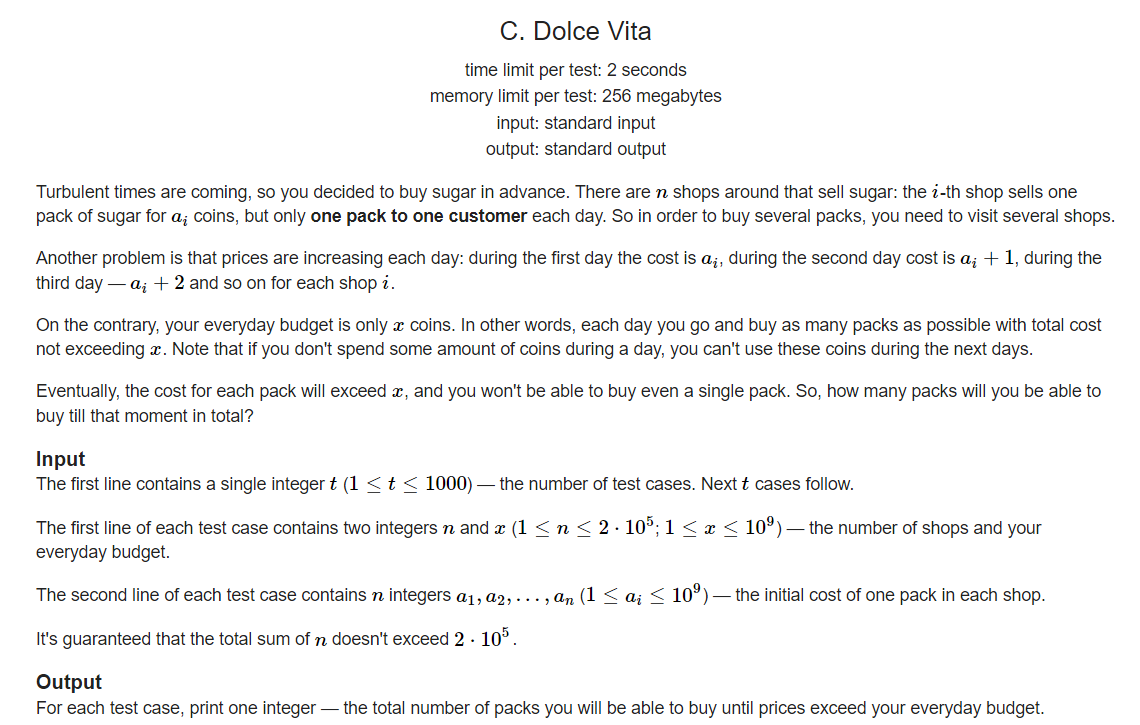 C. Dolce Vita
time limit per test: 2 seconds
memory limit per test: 256 megabytes
input: standard input
output: standard output
Turbulent times are coming, so you decided to buy sugar in advance. There are n shops around that sell sugar: the i-th shop sells one
pack of sugar for a_i coins, but only one pack to one customer each day. So in order to buy several packs, you need to visit several shops.
Another problem is that prices are increasing each day: during the first day the cost is a_i, during the second day cost is a_i + 1, during the
third day — a_i + 2 and so on for each shop i.
On the contrary, your everyday budget is only x coins. In other words, each day you go and buy as many packs as possible with total cost
not exceeding x. Note that if you don't spend some amount of coins during a day, you can't use these coins during the next days.
Eventually, the cost for each pack will exceed x, and you won't be able to buy even a single pack. So, how many packs will you be able to
buy till that moment in total?
Input
The first line contains a single integer t (1 ≤ t ≤ 1000) — the number of test cases. Next t cases follow.
The first line of each test case contains two integers n and x (1 ≤ n ≤ 2 · 10^5; 1 ≤ x ≤ 10^9) — the number of shops and your
everyday budget.
The second line of each test case contains n integers a_1, a_2, …, a_n (1 ≤ a_i ≤ 10^9) — the initial cost of one pack in each shop.
It's guaranteed that the total sum of n doesn't exceed 2 · 10^5.
Output
For each test case, print one integer — the total number of packs you will be able to buy until prices exceed your everyday budget.